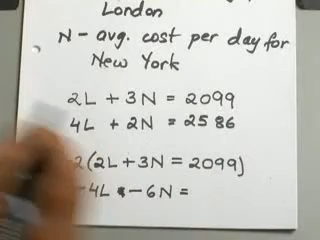 London
N - avg. cost per day for
New York
2L + 3N = 2099
4L + 2N = 2586
2(2L + 3N = 2099)
-4L - 6N =